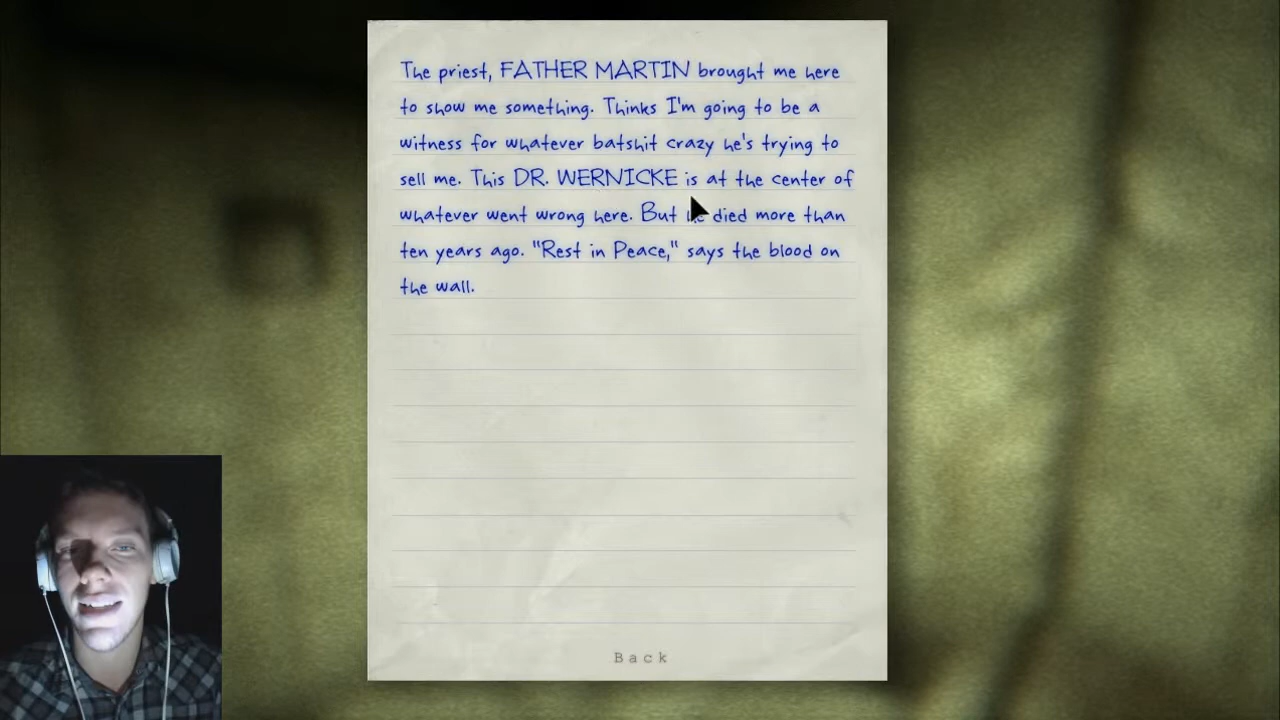 The priest, FATHER MARTIN brought me here
to show me something. Thinks I'm going to be a
witness for whatever batshit crazy he's trying to
sell me. This DR. WERNICKE is at the center of
whatever went wrong here. But he died more than
ten years ago. "Rest in Peace," says the blood on
the wall.
Back